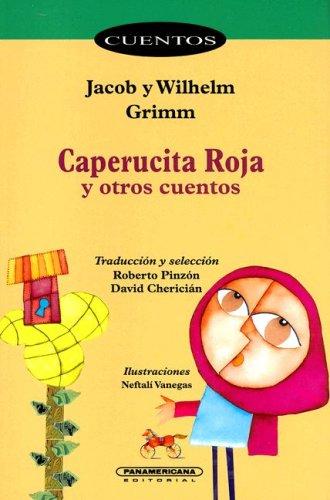 CUENTOS
Jacob y Wilhelm
Grimm
Caperucita Roja
y otros cuentos
Traducción y selección
Roberto Pinzón
David Chericián
Ilustraciones
Neftalí Vanegas
PANAMERICANA
EDITORIAL